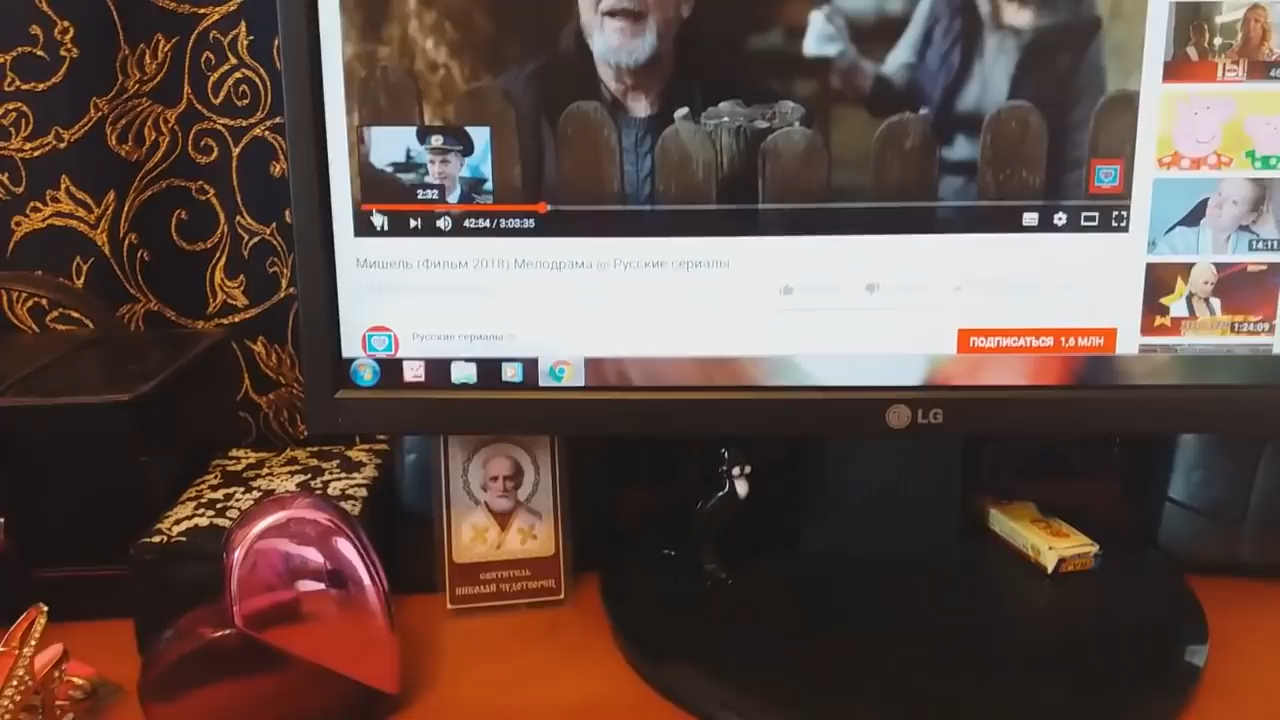 2:32
42:54 / 3:03:35
Мишель (Фильм 2018) Мелодрама @ Русские сериалы
Русские сериалы
ПОДПИСАТЬСЯ 1,6 МЛН
14:11
1:24:09
LG
СВЯТИТЕЛЬ
НИКОЛАЙ ЧУДОТВОРЕЦ